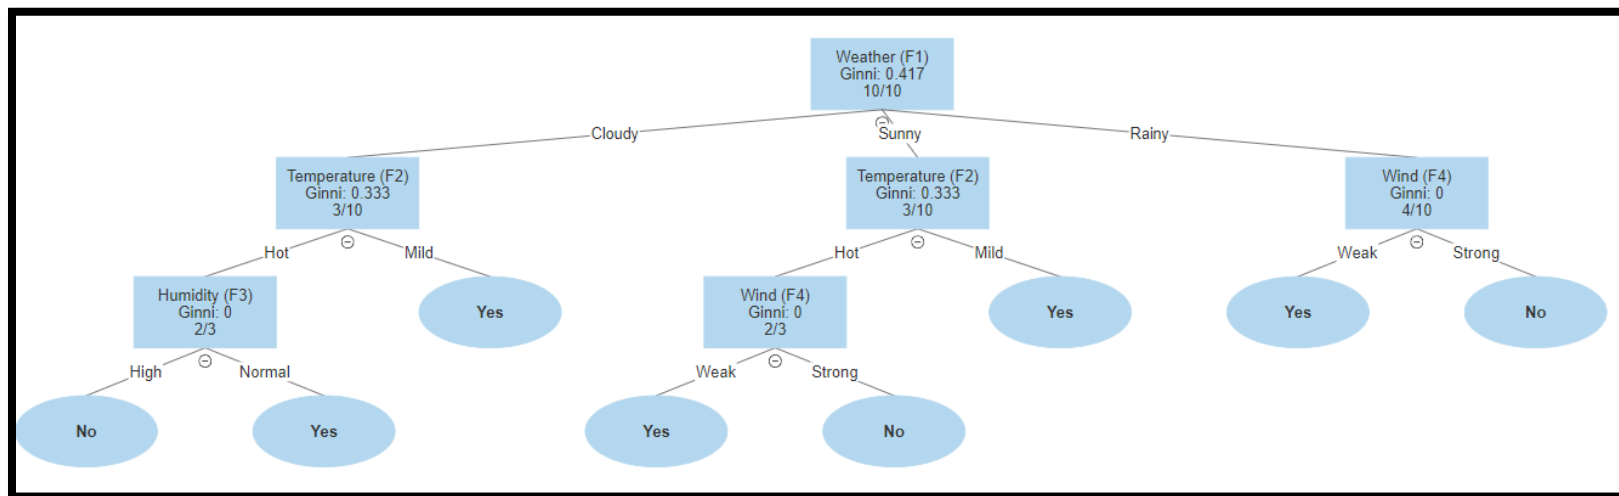 Weather (F1)
Ginni: 0.417
10/10
Cloudy
Sunny
Rainy
Temperature (F2)
Ginni: 0.333
3/10
Temperature (F2)
Ginni: 0.333
3/10
Wind (F4)
Ginni: 0
4/10
Hot
Mild
Hot
Mild
Weak
Strong
Humidity (F3)
Ginni: 0
2/3
Yes
Wind (F4)
Ginni: 0
2/3
Yes
Yes
No
High
Normal
Weak
Strong
No
Yes
Yes
No